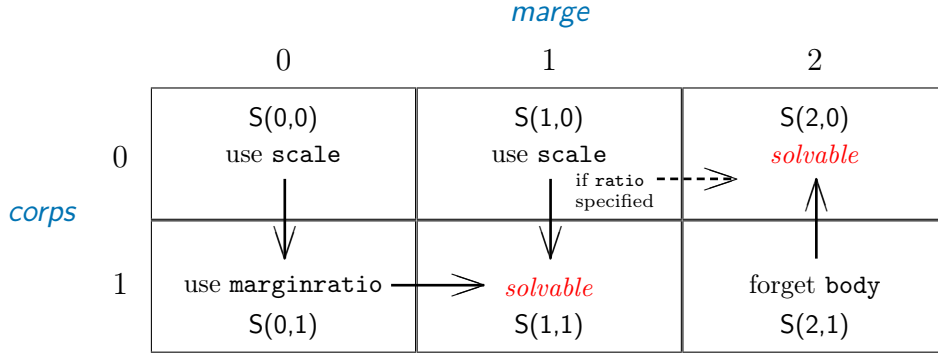 marge
0 1 2
S(0,0) S(1,0) S(2,0)
0 use scale use scale solvable
if ratio
specified
corps
1 use marginratio solvable forget body
S(0,1) S(1,1) S(2,1)